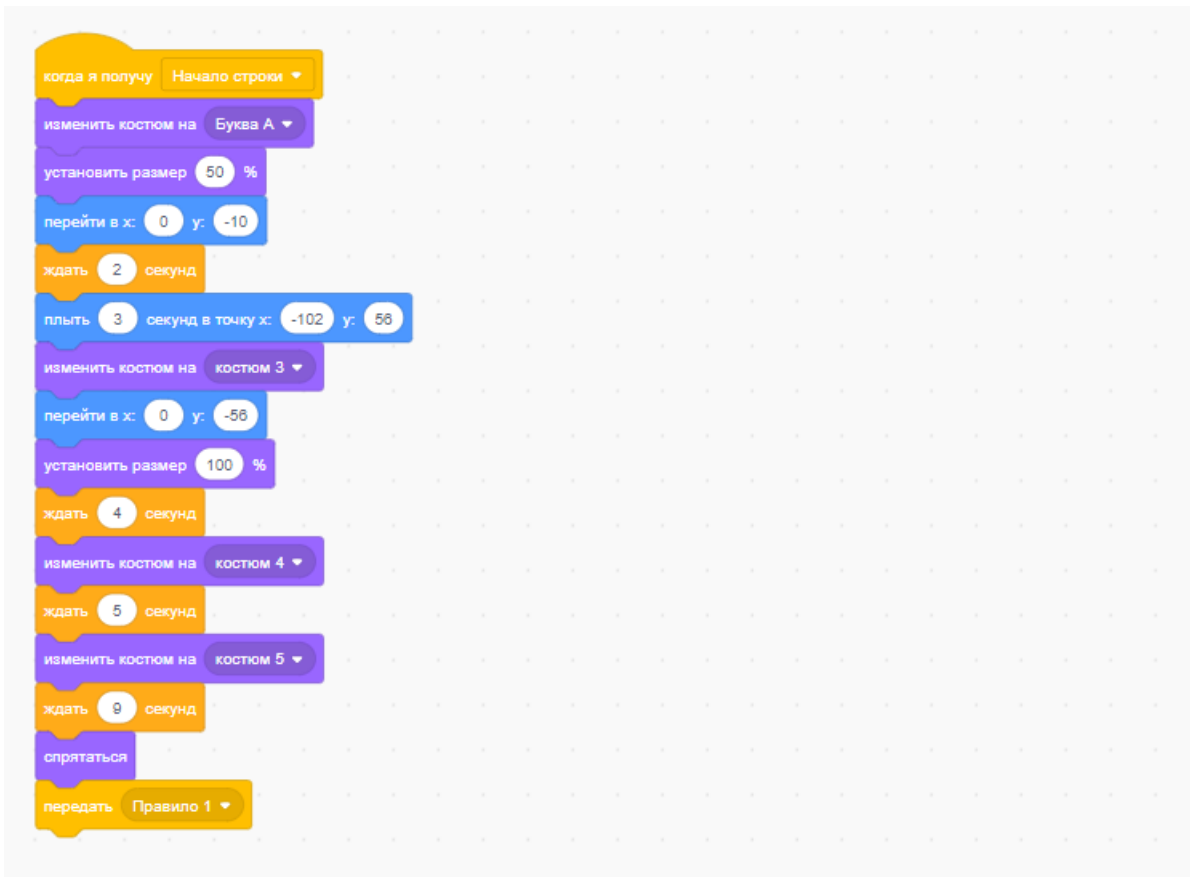 когда я получу Начало строки
изменить костюм на Буква А
установить размер 50 %
перейти в х: 0 у: -10
ждать 2 секунд
плыть 3 секунд в точку х: -102 у: 56
изменить костюм на костюм 3
перейти в х: 0 у: -56
установить размер 100 %
ждать 4 секунд
изменить костюм на костюм 4
ждать 5 секунд
изменить костюм на костюм 5
ждать 9 секунд
спрятаться
передать Правило 1